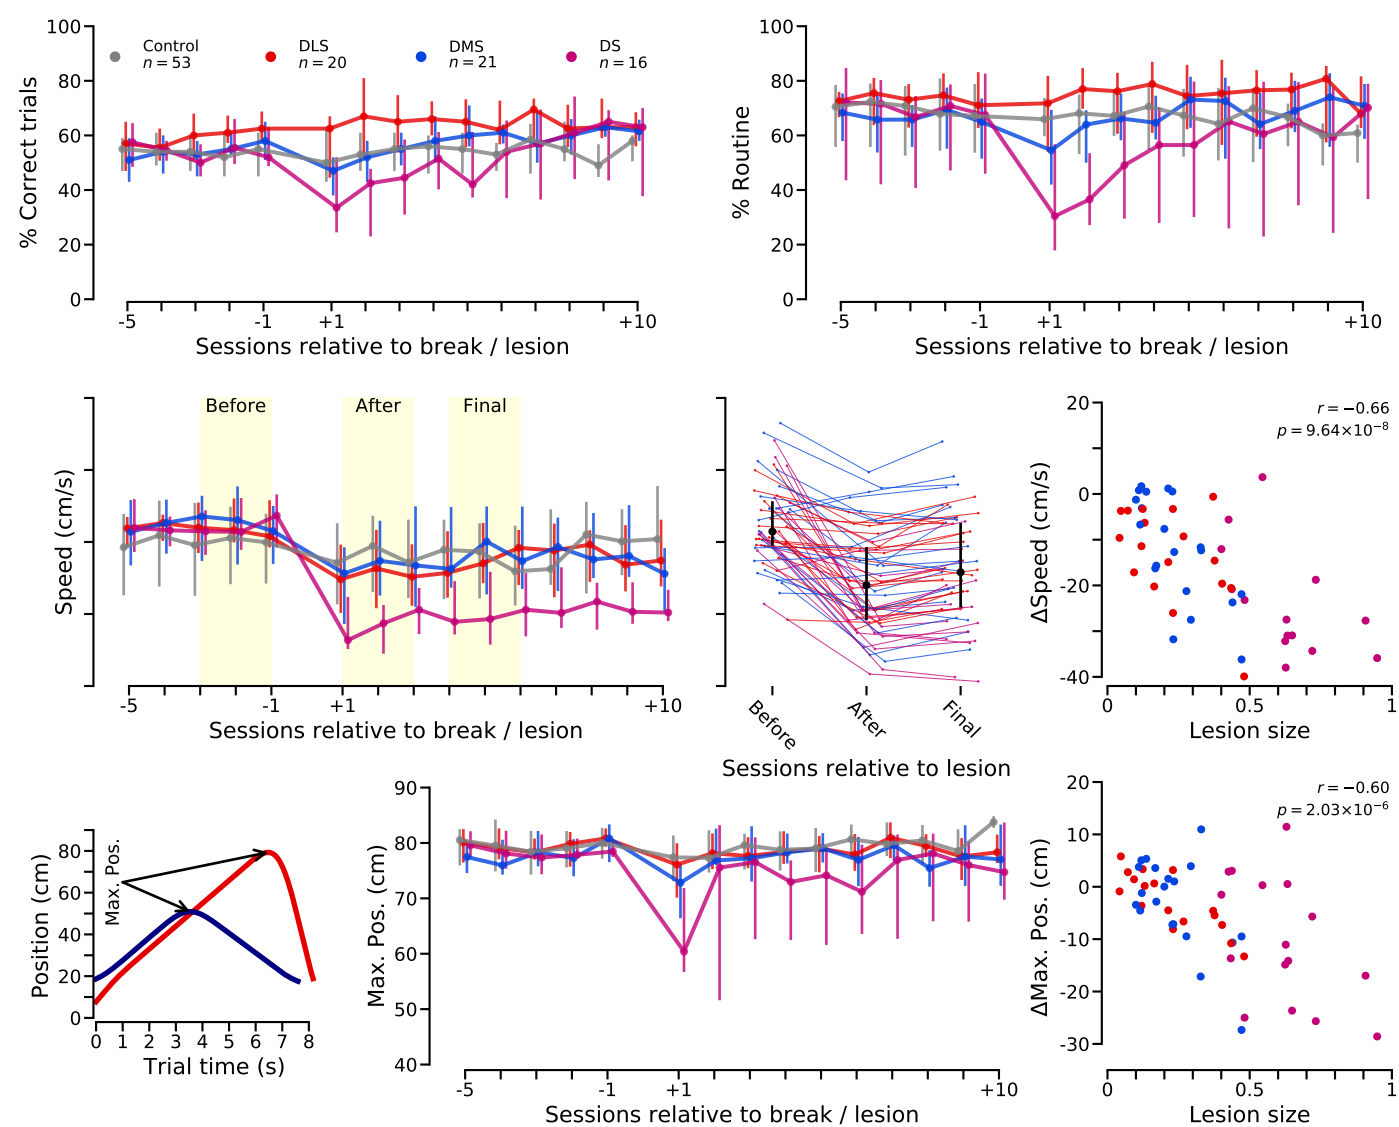 100
80
60
40
20
0
% Correct trials
Control
n = 53
DLS
n = 20
DMS
n = 21
DS
n = 16
-5
-1
+1
+10
Sessions relative to break / lesion
100
80
60
40
20
0
% Routine
-5
-1
+1
+10
Sessions relative to break / lesion
Speed (cm/s)
Before
After
Final
-5
-1
+1
+10
Sessions relative to break / lesion
Before
After
Final
Sessions relative to lesion
20
0
-20
-40
ΔSpeed (cm/s)
r = −0.66
p = 9.64×10⁻⁸
0
0.5
1
Lesion size
80
60
40
20
0
Position (cm)
Max. Pos.
0 1 2 3 4 5 6 7 8
Trial time (s)
90
80
70
60
50
40
Max. Pos. (cm)
-5
-1
+1
+10
Sessions relative to break / lesion
20
10
0
-10
-20
-30
ΔMax. Pos. (cm)
r = −0.60
p = 2.03×10⁻⁶
0
0.5
1
Lesion size